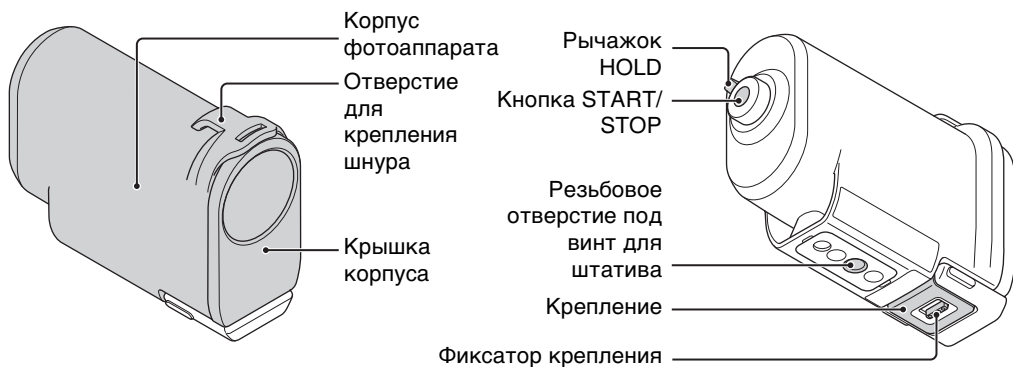 Корпус
фотоаппарата
Отверстие
для
крепления
шнура
Крышка
корпуса
Рычажок
HOLD
Кнопка START/
STOP
Резьбовое
отверстие под
винт для
штатива
Крепление
Фиксатор крепления